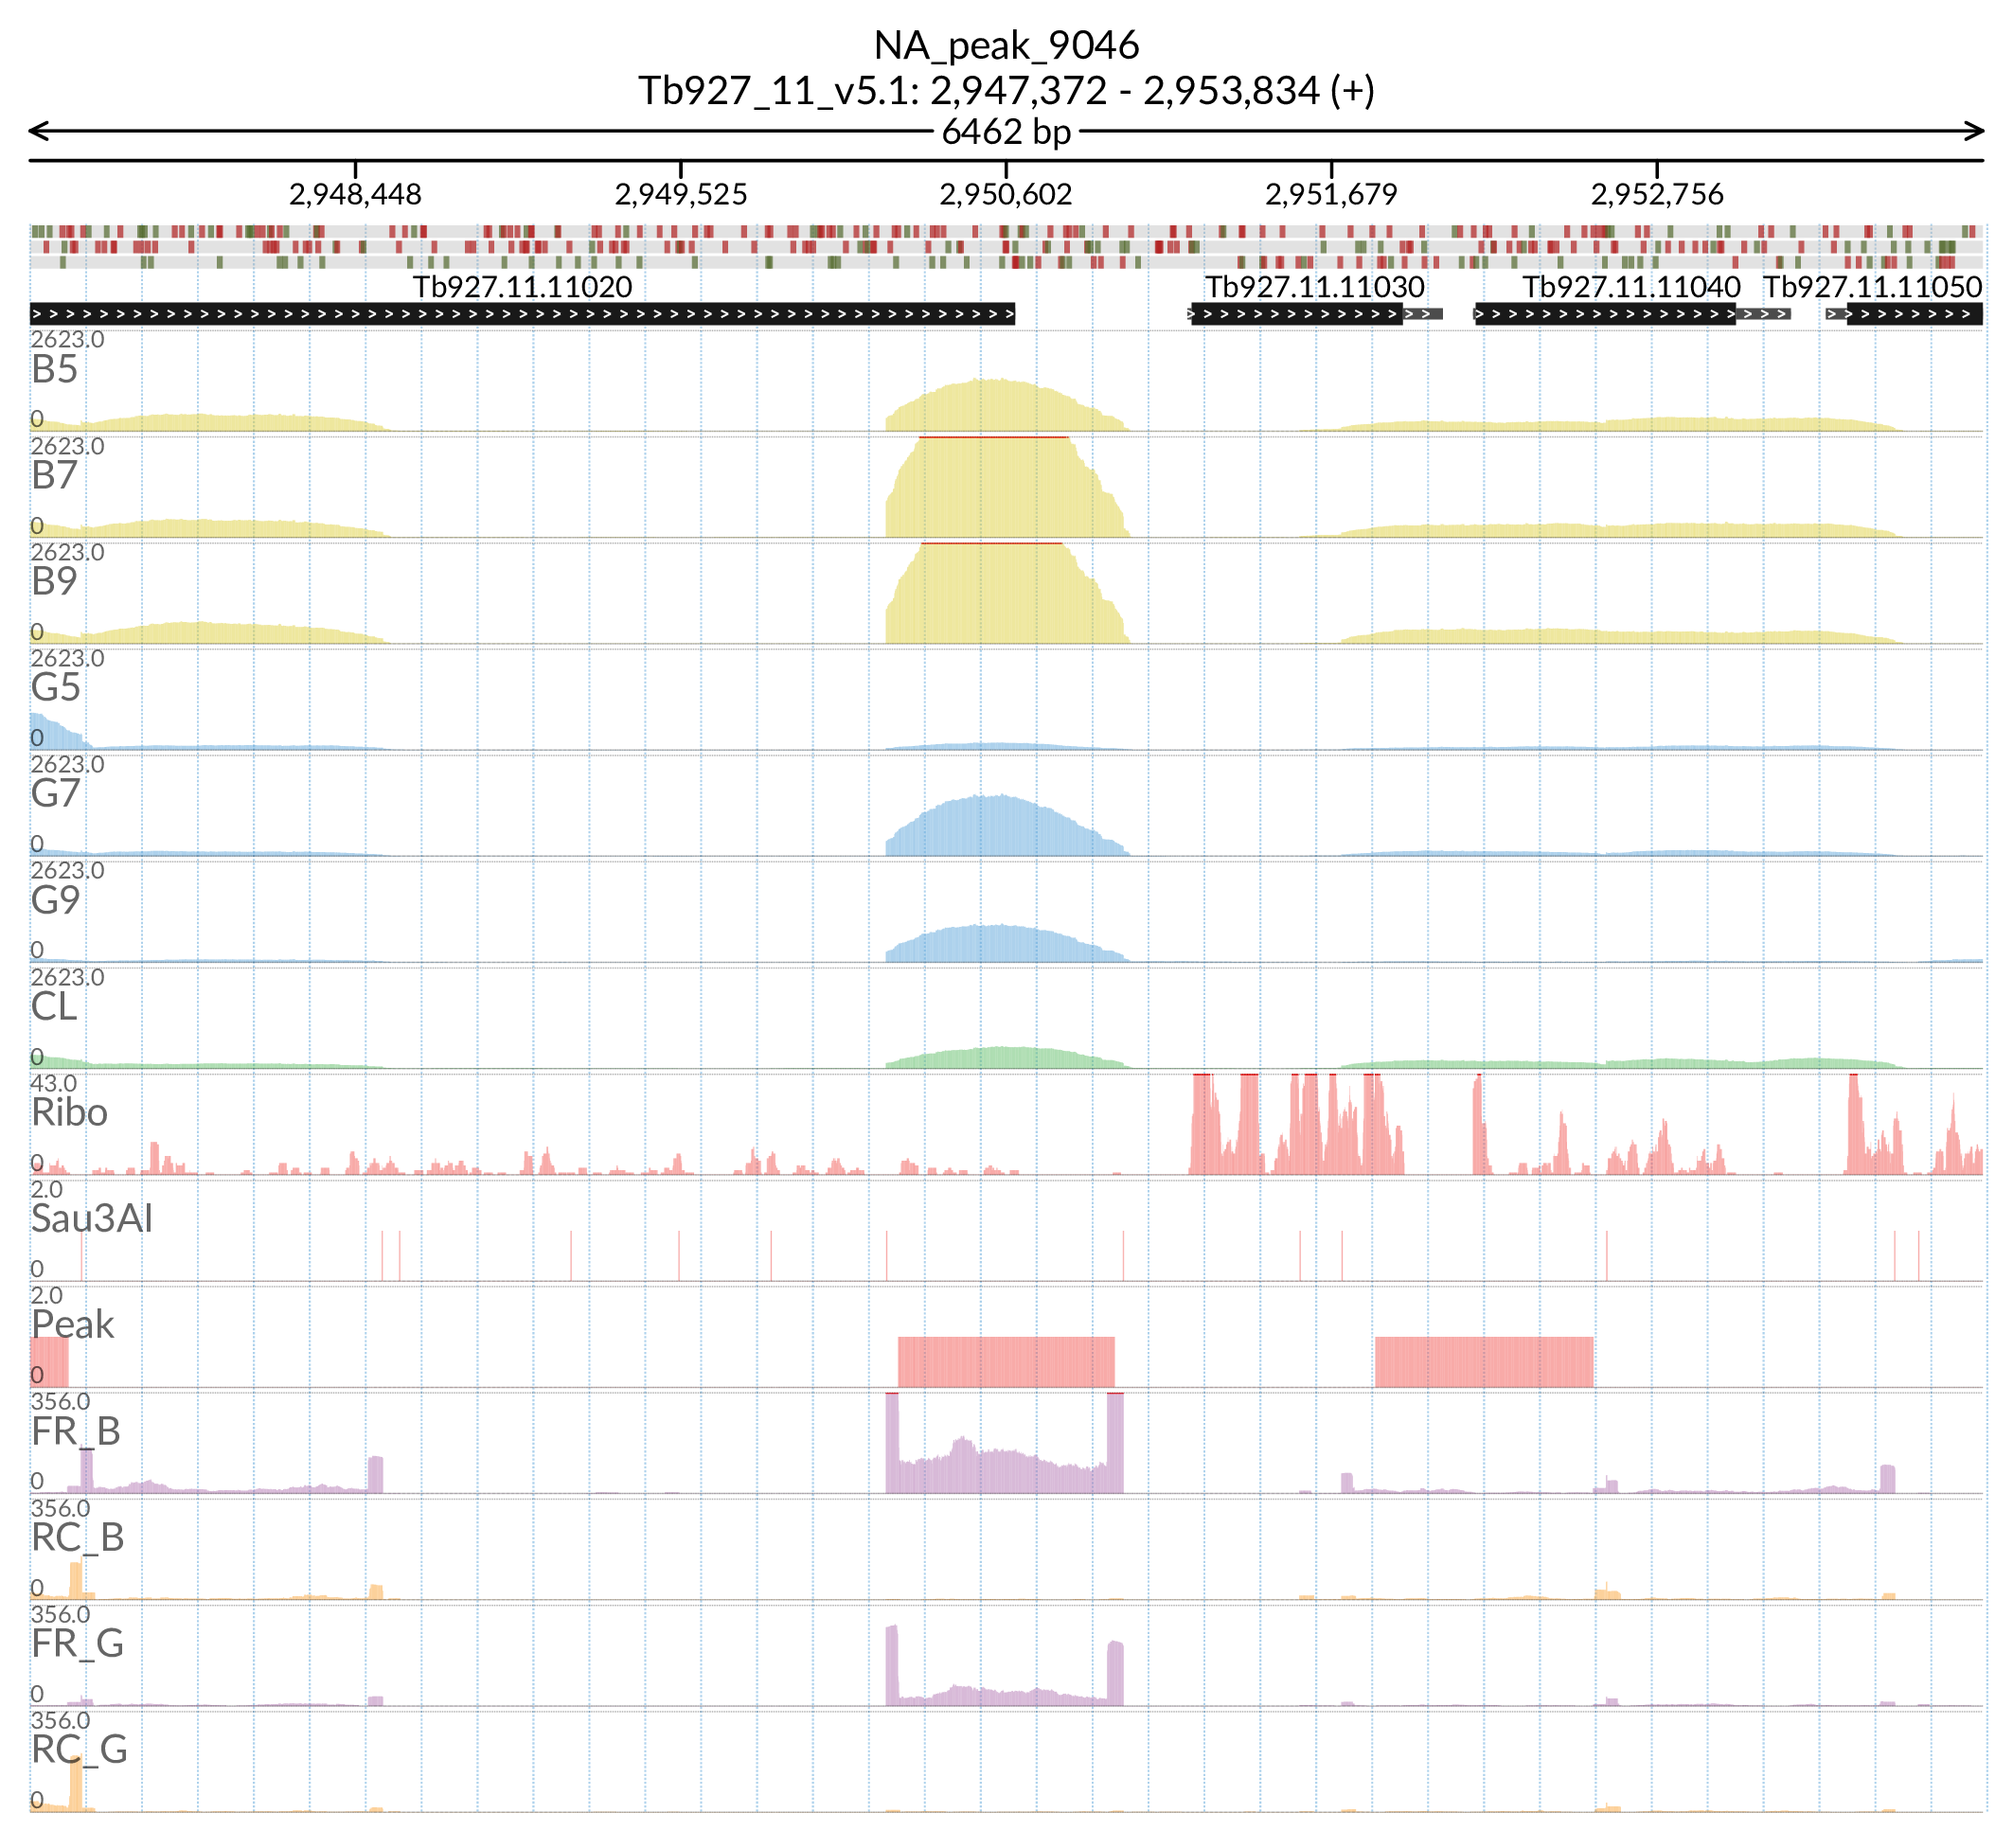 NA_peak_9046
Tb927_11_v5.1: 2,947,372 - 2,953,834 (+)
6462 bp
2,948,448 2,949,525 2,950,602 2,951,679 2,952,756
Tb927.11.11020 Tb927.11.11030 Tb927.11.11040 Tb927.11.11050
2623.0
B5
0
2623.0
B7
0
2623.0
B9
0
2623.0
G5
0
2623.0
G7
0
2623.0
G9
0
2623.0
CL
0
43.0
Ribo
0
2.0
Sau3AI
0
2.0
Peak
0
356.0
FR_B
0
356.0
RC_B
0
356.0
FR_G
0
356.0
RC_G
0